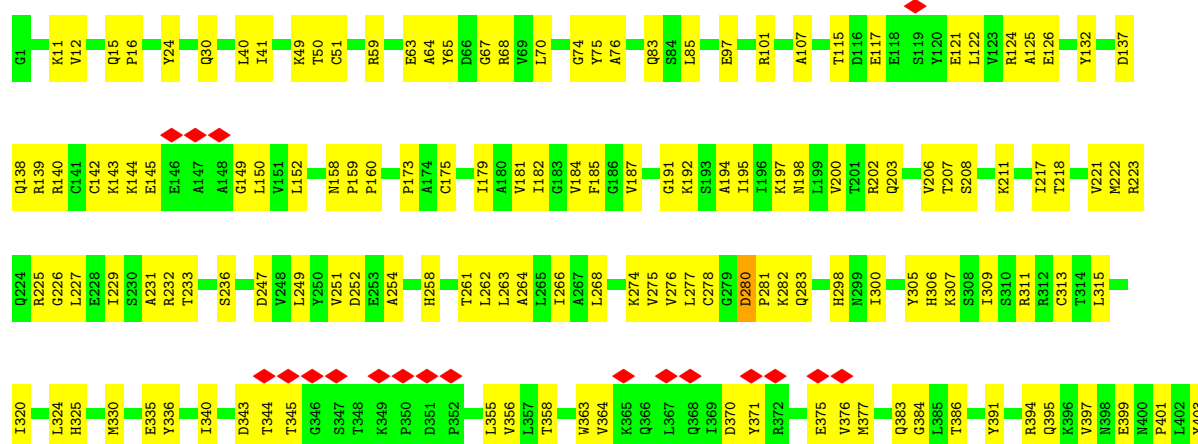 G1 K11 V12 Q15 P16 Y24 Q30 L40 I41 K49 T50 C51 R59 E63 A64 Y65 D66 G67 R68 V69 L70 G74 Y75 A76 Q83 S84 L85 E97 R101 A107 T115 D116 E117 E118 S119 Y120 E121 L122 V123 R124 A125 E126 Y132 D137
Q138 R139 R140 C141 C142 K143 K144 E145 E146 A147 A148 G149 L150 V151 L152 N158 P159 P160 P173 A174 C175 I179 A180 V181 I182 G183 V184 F185 G186 V187 G191 K192 S193 A194 I195 I196 K197 N198 L199 V200 T201 R202 Q203 V206 T207 S208 K211 I217 T218 V221 M222 R223
Q224 R225 G226 L227 E228 I229 S230 A231 R232 T233 S236 D247 V248 L249 Y250 V251 D252 E253 A254 H258 T261 L262 L263 A264 L265 I266 A267 L268 K274 V275 V276 L277 C278 G279 D280 P281 K282 Q283 H298 N299 I300 Y305 H306 K307 S308 I309 S310 R311 R312 C313 T314 L315
I320 L324 H325 M330 E335 Y336 I340 D343 T344 T345 G346 S347 T348 K349 P350 D351 P352 L355 V356 L357 T358 W363 V364 K365 Q366 L367 Q368 I369 D370 Y371 R372 E375 V376 M377 Q383 G384 L385 T386 Y391 R394 Q395 K396 V397 N398 E399 N400 P401 L402